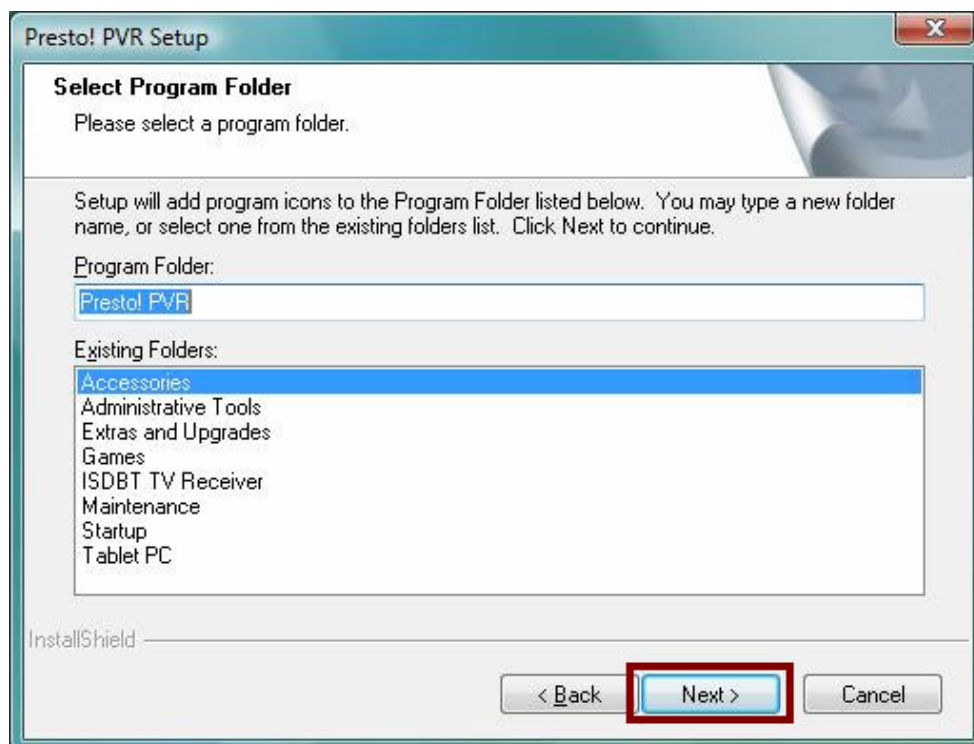 Presto! PVR Setup
Select Program Folder
Please select a program folder.
Setup will add program icons to the Program Folder listed below. You may type a new folder
name, or select one from the existing folders list. Click Next to continue.
Program Folder:
Presto! PVR
Existing Folders:
Accessories
Administrative Tools
Extras and Upgrades
Games
ISDBT TV Receiver
Maintenance
Startup
Tablet PC
InstallShield
< Back
Next >
Cancel